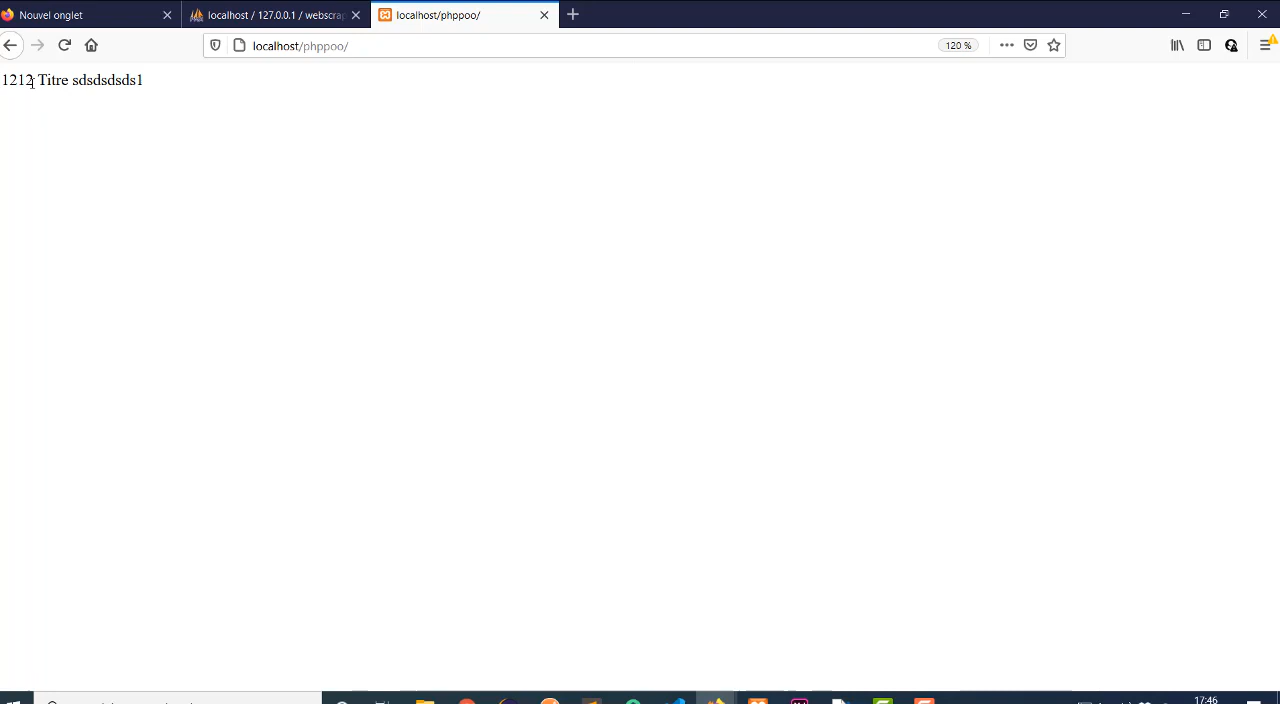 Nouvel onglet
localhost / 127.0.0.1 / webscrap
localhost/phppoo/
localhost/phppoo/
120 %
1212 Titre sdsdsdsds1
17:46